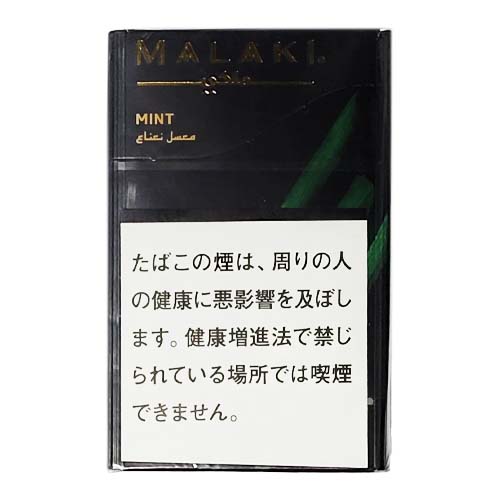 MALAKI®
ملكي
MINT
معسل نعناع
たばこの煙は、周りの人
の健康に悪影響を及ぼし
ます。健康増進法で禁じ
られている場所では喫煙
できません。